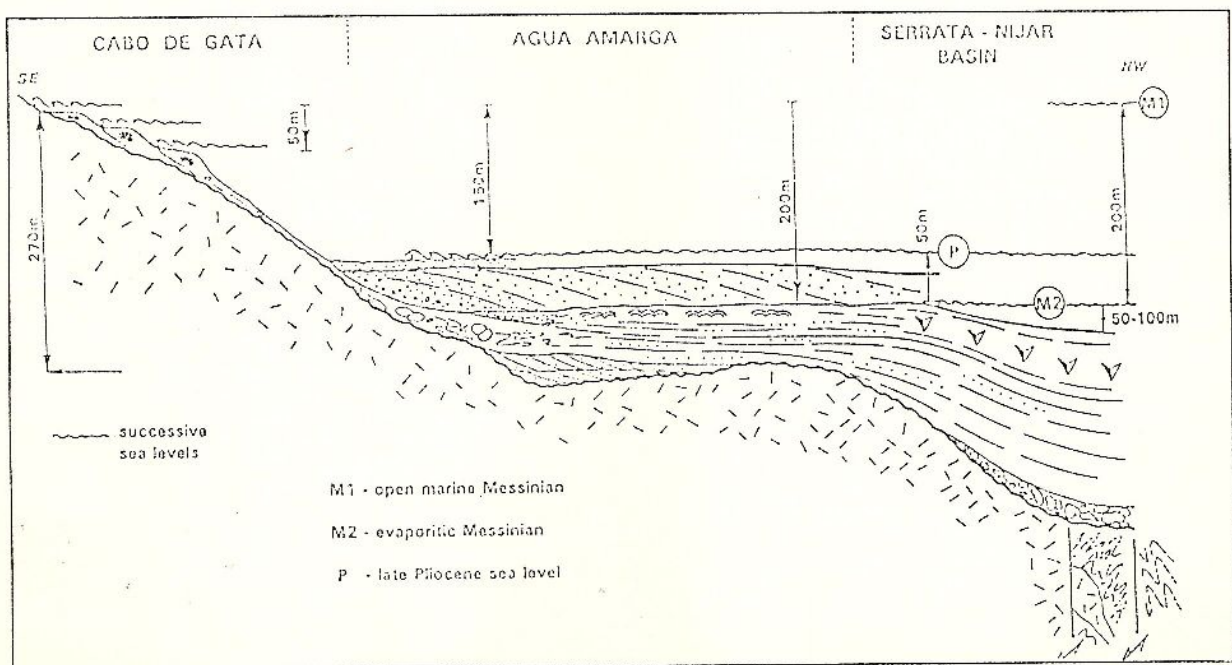 CABO DE GATA
AGUA AMARGA
SERRATA - NIJAR
BASIN
SE
NW
M1
50m
150m
200m
200m
270m
50m
P
M2
50-100m
successive
sea levels
M1 - open marine Messinian
M2 - evaporitic Messinian
P - late Pliocene sea level